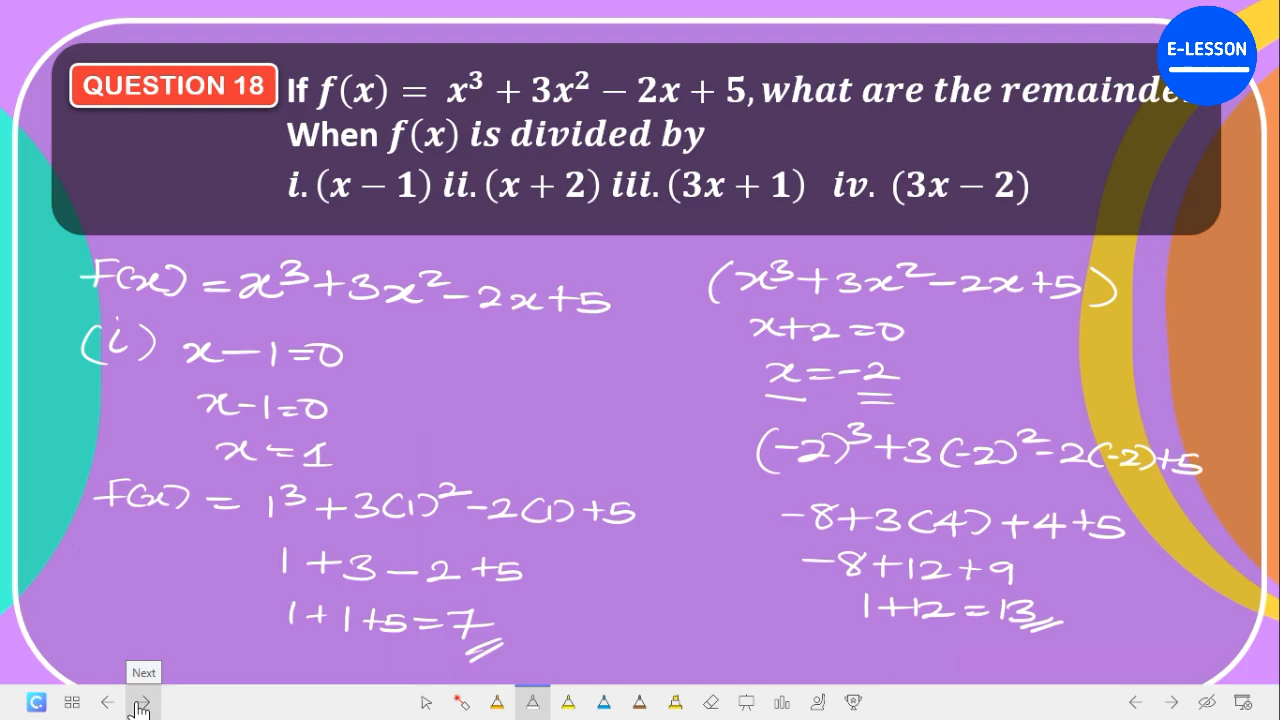 E-LESSON
QUESTION 18
If f(x) = x³ + 3x² − 2x + 5, what are the
When f(x) is divided by
i. (x − 1) ii. (x + 2) iii. (3x + 1) iv. (3x − 2)
f(x) = x³ + 3x² − 2x + 5
(i) x − 1 = 0
x − 1 = 0
x = 1
f(x) = 1³ + 3(1)² − 2(1) + 5
1 + 3 − 2 + 5
1 + 1 + 5 = 7
(x³ + 3x² − 2x + 5)
x + 2 = 0
x = −2
(−2)³ + 3(−2)² − 2(−2) + 5
−8 + 3(4) + 4 + 5
−8 + 12 + 9
1 + 12 = 13
Next